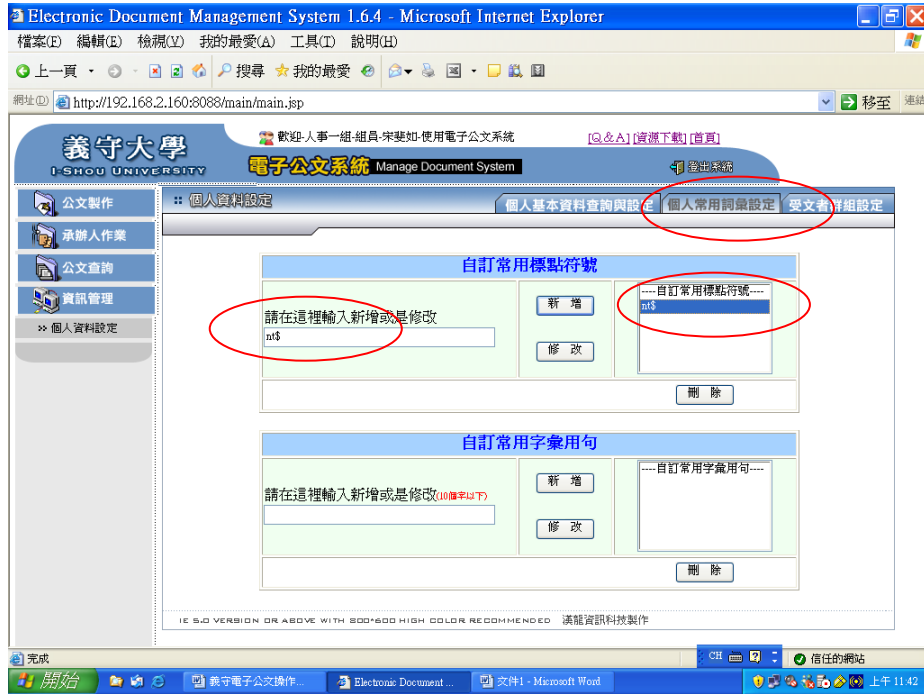 Electronic Document Management System 1.6.4 - Microsoft Internet Explorer
檔案(F) 編輯(E) 檢視(V) 我的最愛(A) 工具(T) 說明(H)
上一頁 搜尋 我的最愛
網址(D) http://192.168.2.160:8088/main/main.jsp 移至 連結
義守大學
I-SHOU UNIVERSITY
歡迎-人事一組-組員-宋斐如-使用電子公文系統 [Q & A] [資源下載] [首頁]
電子公文系統 Manage Document System 登出系統
公文製作
承辦人作業
公文查詢
資訊管理
>> 個人資料設定
:: 個人資料設定
個人基本資料查詢與設定 個人常用詞彙設定 受文者群組設定
自訂常用標點符號
請在這裡輸入新增或是修改
nt$
新 增
修 改
----自訂常用標點符號----
nt$
刪 除
自訂常用字彙用句
請在這裡輸入新增或是修改(10個字以下)
新 增
修 改
----自訂常用字彙用句----
刪 除
IE 5.0 VERSION OR ABOVE WITH 800*600 HIGH COLOR RECOMMENDED 漢龍資訊科技製作
完成 CH 信任的網站
開始 義守電子公文操作... Electronic Document ... 文件1 - Microsoft Word 上午 11:42